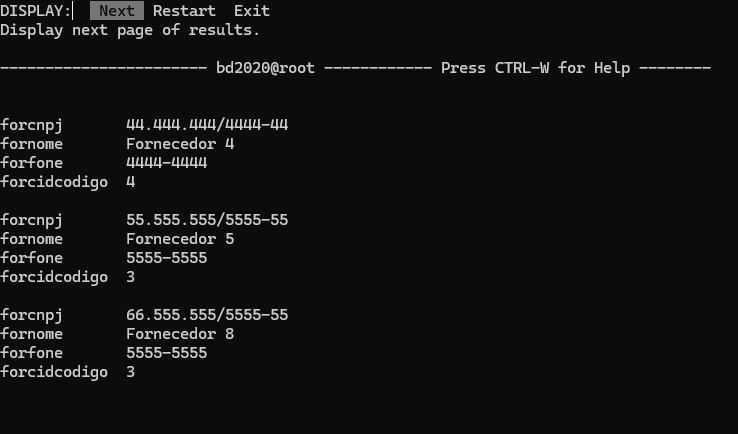 DISPLAY:  Next  Restart  Exit
Display next page of results.
----------------------- bd2020@root ------------ Press CTRL-W for Help --------
forcnpj       44.444.444/4444-44
fornome       Fornecedor 4
forfone       4444-4444
forcidcodigo  4
forcnpj       55.555.555/5555-55
fornome       Fornecedor 5
forfone       5555-5555
forcidcodigo  3
forcnpj       66.555.555/5555-55
fornome       Fornecedor 8
forfone       5555-5555
forcidcodigo  3